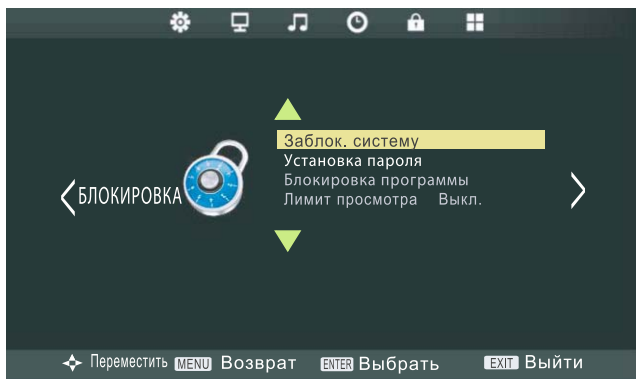 Заблок. систему
Установка пароля
Блокировка программы
Лимит просмотра Выкл.
БЛОКИРОВКА
Переместить MENU Возврат ENTER Выбрать EXIT Выйти